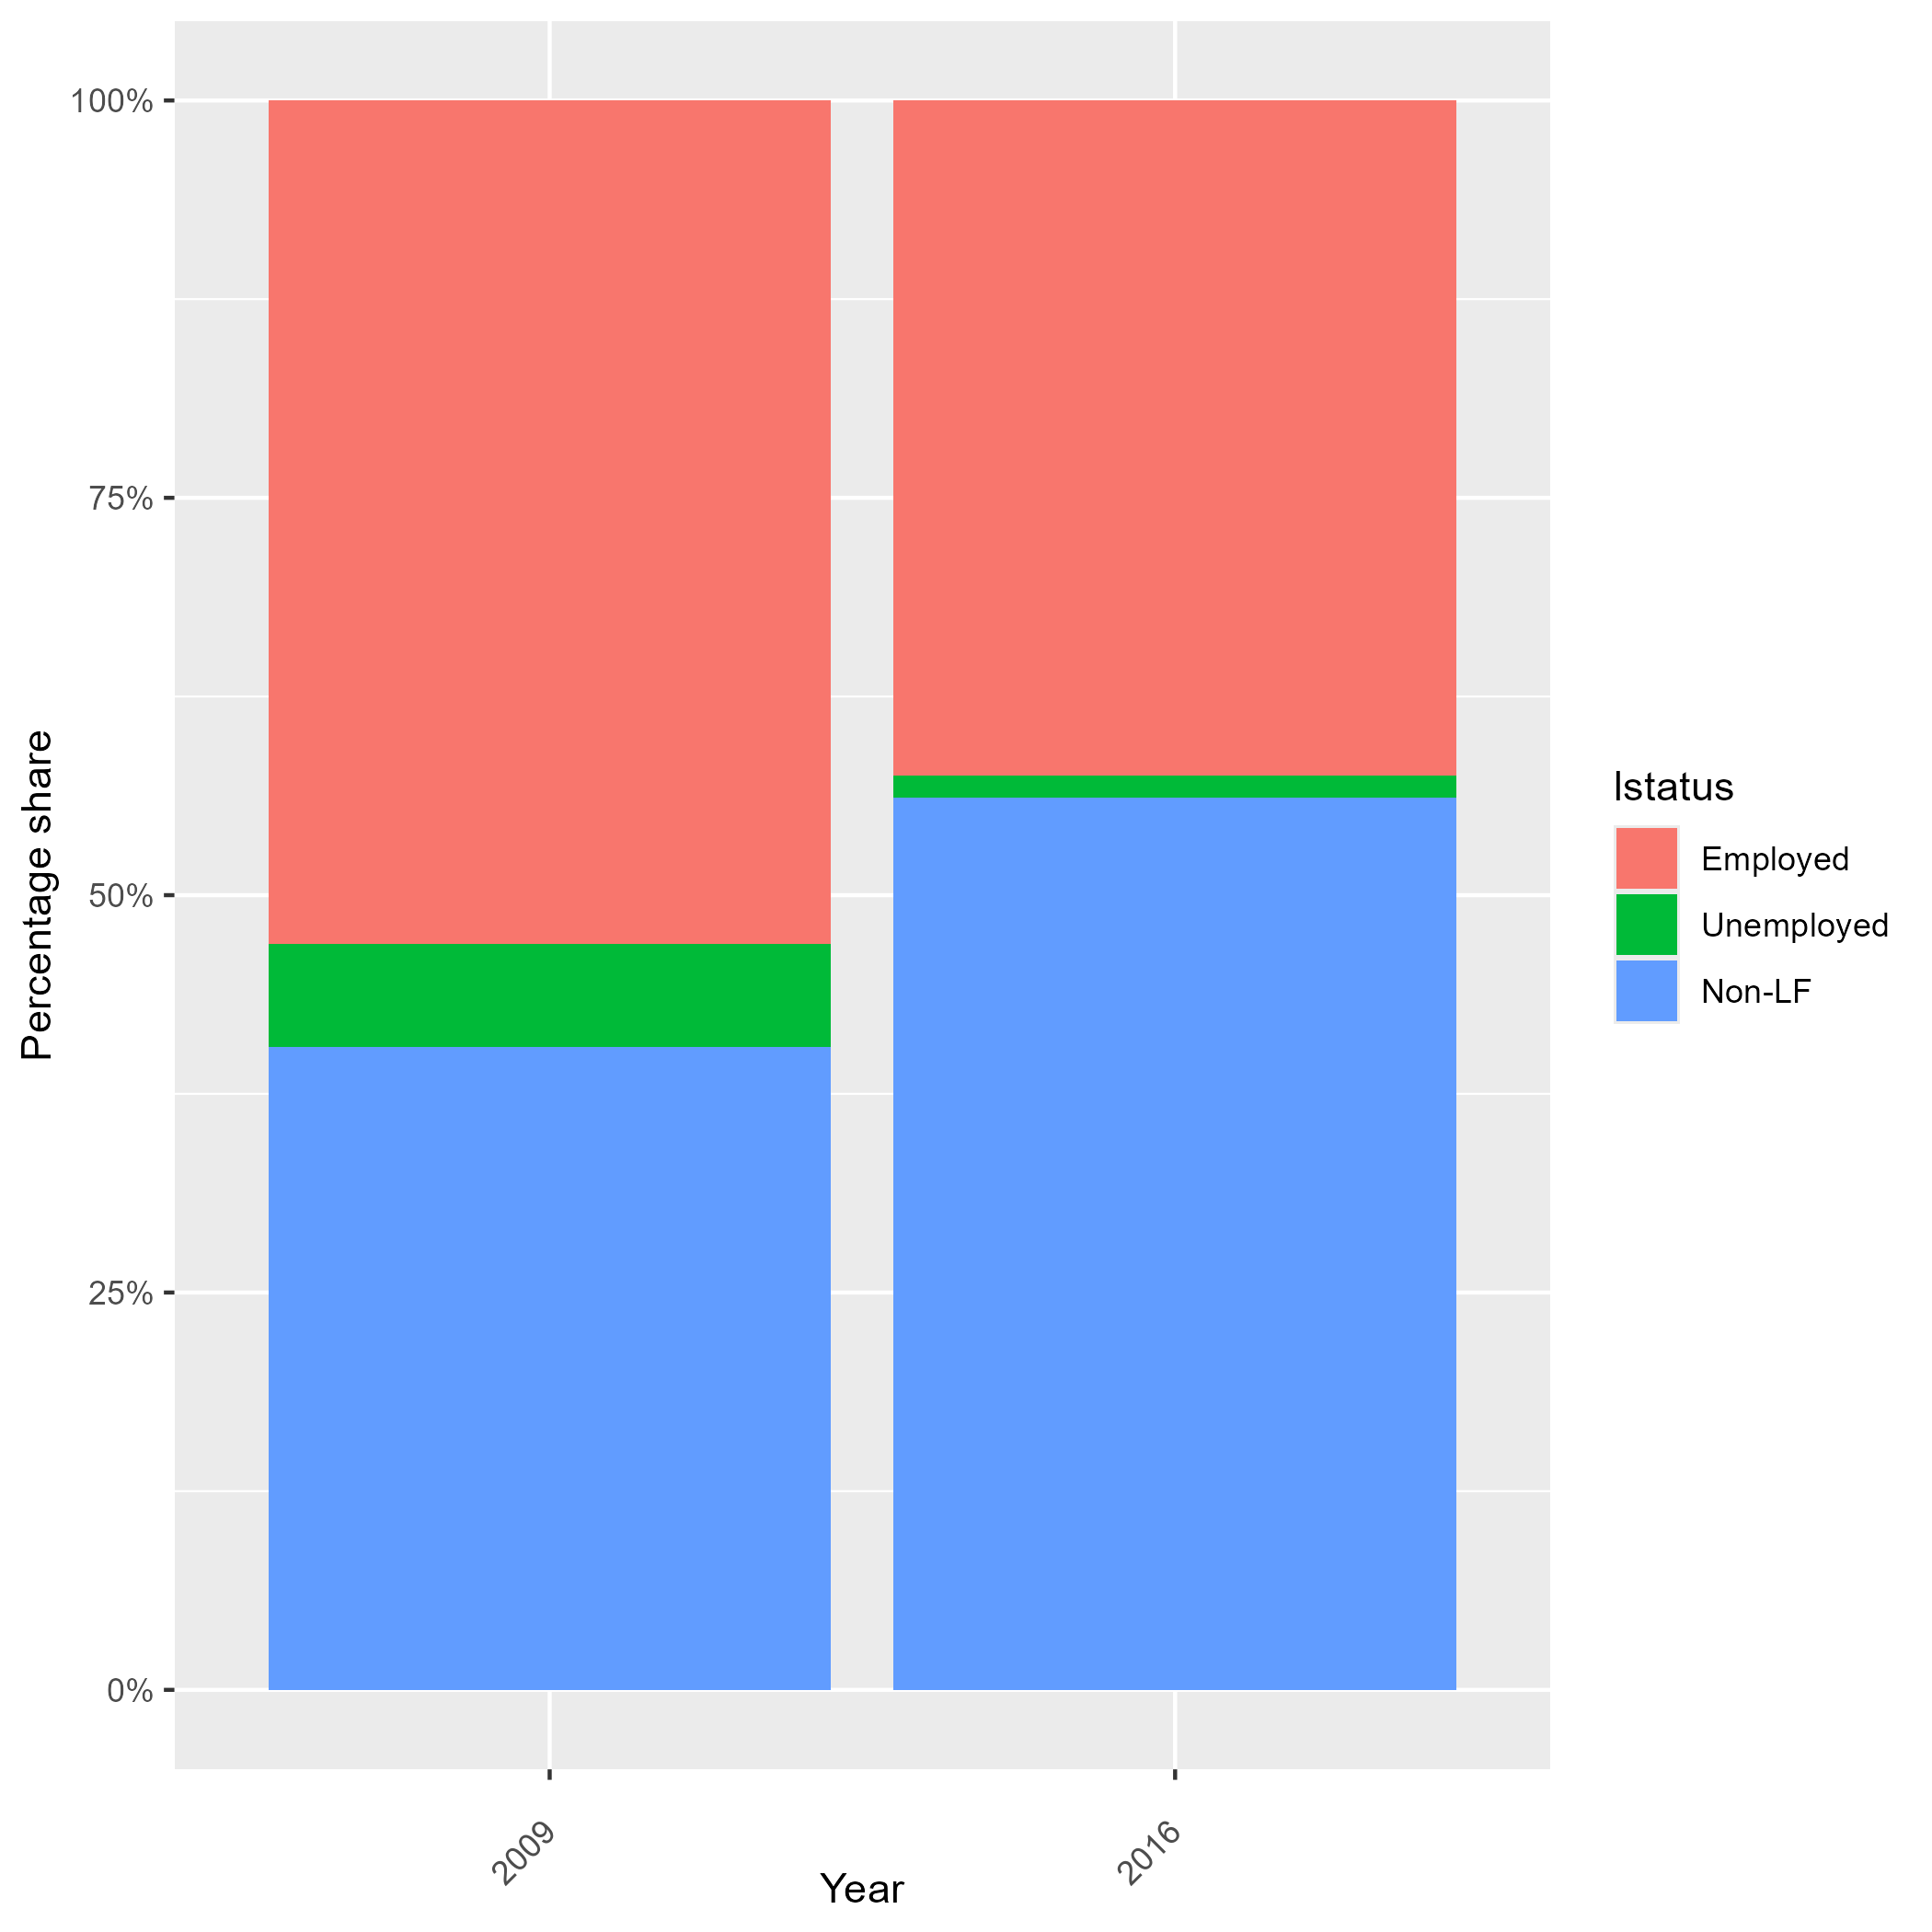 100%
75%
50%
25%
0%
Percentage share
2009
2016
Year
lstatus
Employed
Unemployed
Non-LF